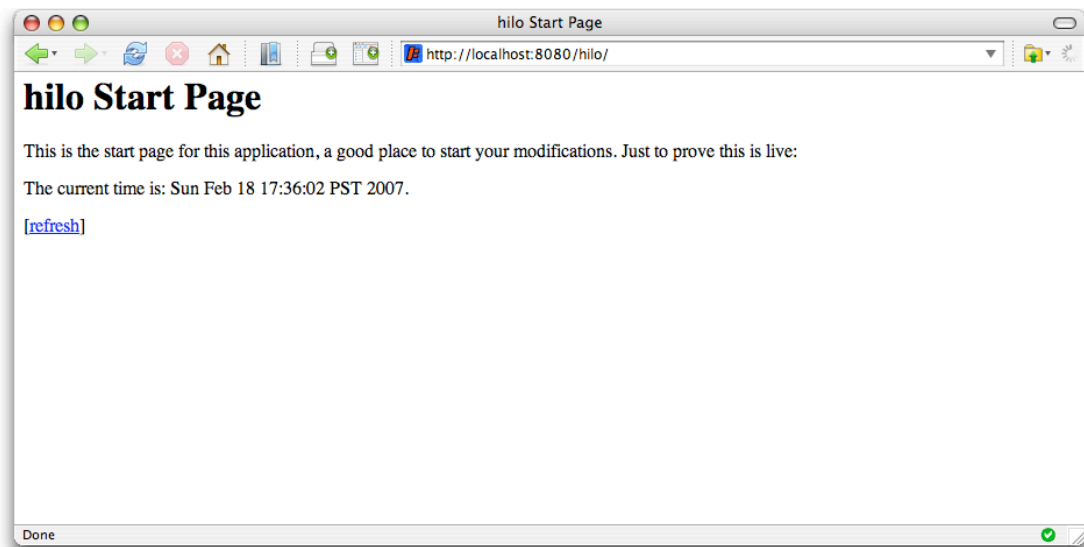 hilo Start Page
http://localhost:8080/hilo/
hilo Start Page
This is the start page for this application, a good place to start your modifications. Just to prove this is live:
The current time is: Sun Feb 18 17:36:02 PST 2007.
[refresh]
Done